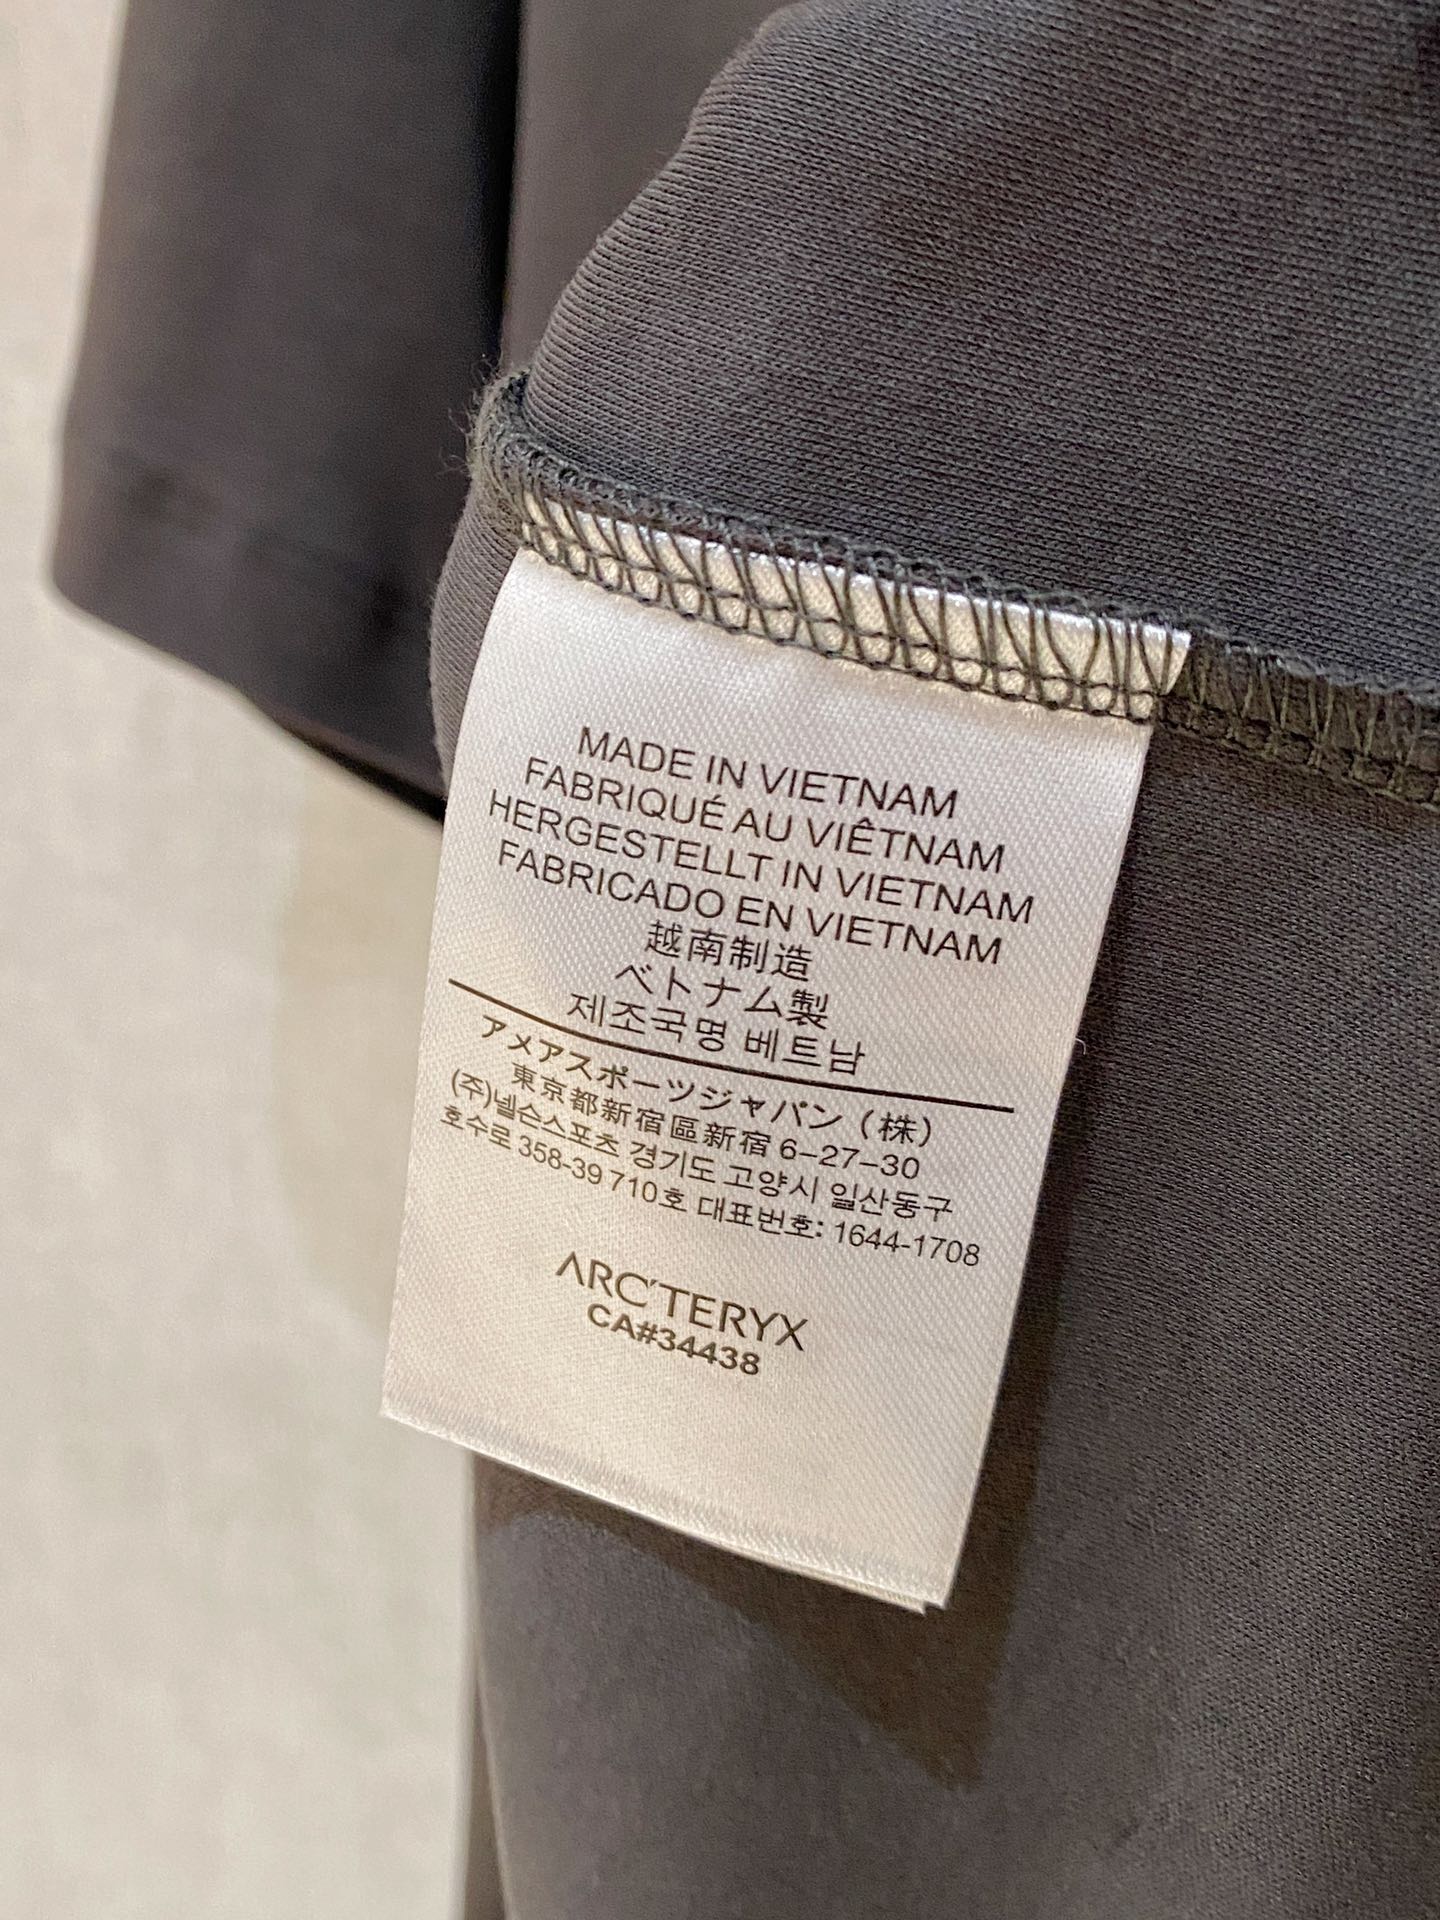 MADE IN VIETNAM
FABRIQUÉ AU VIÊTNAM
HERGESTELLT IN VIETNAM
FABRICADO EN VIETNAM
越南制造
ベトナム製
제조국명 베트남
アメアスポーツジャパン（株）
東京都新宿區新宿 6-27-30
(주)넬슨스포츠 경기도 고양시 일산동구
호수로 358-39 710호 대표번호: 1644-1708
ARC'TERYX
CA#34438